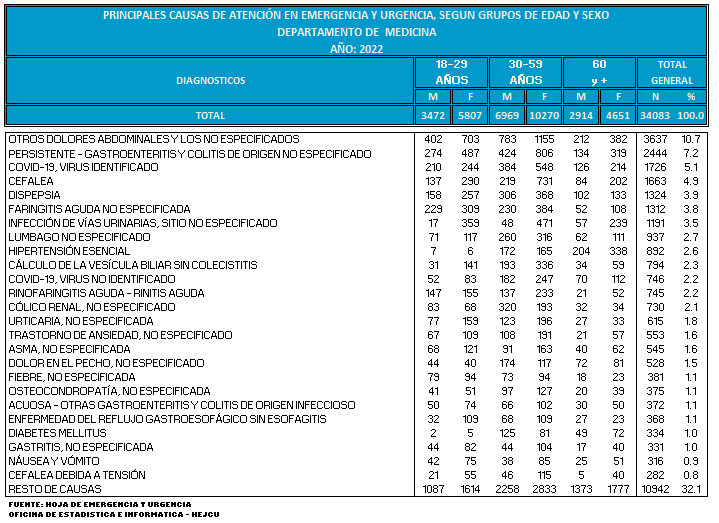 PRINCIPALES CAUSAS DE ATENCIÓN EN EMERGENCIA Y URGENCIA, SEGUN GRUPOS DE EDAD Y SEXO
DEPARTAMENTO DE MEDICINA
AÑO: 2022
DIAGNOSTICOS 18-29 AÑOS 30-59 AÑOS 60 y + TOTAL GENERAL
M F M F M F N %
TOTAL 3472 5807 6969 10270 2914 4651 34083 100.0
OTROS DOLORES ABDOMINALES Y LOS NO ESPECIFICADOS 402 703 783 1155 212 382 3637 10.7
PERSISTENTE - GASTROENTERITIS Y COLITIS DE ORIGEN NO ESPECIFICADO 274 487 424 806 134 319 2444 7.2
COVID-19, VIRUS IDENTIFICADO 210 244 384 548 126 214 1726 5.1
CEFALEA 137 290 219 731 84 202 1663 4.9
DISPEPSIA 158 257 306 368 102 133 1324 3.9
FARINGITIS AGUDA NO ESPECIFICADA 229 309 230 384 52 108 1312 3.8
INFECCIÓN DE VÍAS URINARIAS, SITIO NO ESPECIFICADO 17 359 48 471 57 239 1191 3.5
LUMBAGO NO ESPECIFICADO 71 117 260 316 62 111 937 2.7
HIPERTENSIÓN ESENCIAL 7 6 172 165 204 338 892 2.6
CÁLCULO DE LA VESÍCULA BILIAR SIN COLECISTITIS 31 141 193 336 34 59 794 2.3
COVID-19, VIRUS NO IDENTIFICADO 52 83 182 247 70 112 746 2.2
RINOFARINGITIS AGUDA - RINITIS AGUDA 147 155 137 233 21 52 745 2.2
CÓLICO RENAL, NO ESPECIFICADO 83 68 320 193 32 34 730 2.1
URTICARIA, NO ESPECIFICADA 77 159 123 196 27 33 615 1.8
TRASTORNO DE ANSIEDAD, NO ESPECIFICADO 67 109 108 191 21 57 553 1.6
ASMA, NO ESPECIFICADA 68 121 91 163 40 62 545 1.6
DOLOR EN EL PECHO, NO ESPECIFICADO 44 40 174 117 72 81 528 1.5
FIEBRE, NO ESPECIFICADA 79 94 73 94 18 23 381 1.1
OSTEOCONDROPATÍA, NO ESPECIFICADA 41 51 97 127 20 39 375 1.1
ACUOSA - OTRAS GASTROENTERITIS Y COLITIS DE ORIGEN INFECCIOSO 50 74 66 102 30 50 372 1.1
ENFERMEDAD DEL REFLUJO GASTROESOFÁGICO SIN ESOFAGITIS 32 109 68 109 27 23 368 1.1
DIABETES MELLITUS 2 5 125 81 49 72 334 1.0
GASTRITIS, NO ESPECIFICADA 44 82 44 104 17 40 331 1.0
NÁUSEA Y VÓMITO 42 75 38 85 25 51 316 0.9
CEFALEA DEBIDA A TENSIÓN 21 55 46 115 5 40 282 0.8
RESTO DE CAUSAS 1087 1614 2258 2833 1373 1777 10942 32.1
FUENTE: HOJA DE EMERGENCIA Y URGENCIA
OFICINA DE ESTADISTICA E INFORMATICA - HEJCU